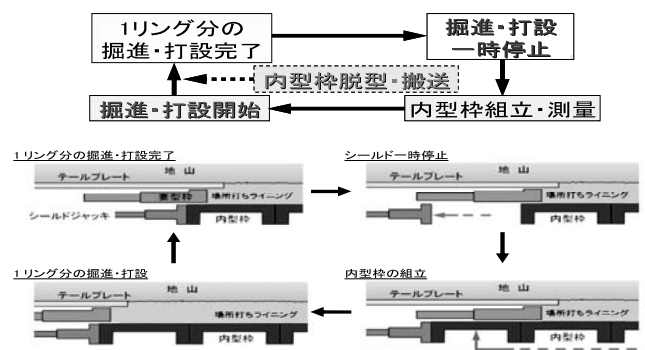 1リング分の
掘進・打設完了
掘進・打設
一時停止
内型枠脱型・搬送
掘進・打設開始
内型枠組立・測量
1リング分の掘進・打設完了
地 山
テールプレート
妻型枠
場所打ちライニング
シールドジャッキ
内型枠
シールド一時停止
地 山
テールプレート
場所打ちライニング
内型枠
1リング分の掘進・打設
地 山
テールプレート
場所打ちライニング
内型枠
内型枠の組立
地 山
テールプレート
場所打ちライニング
内型枠